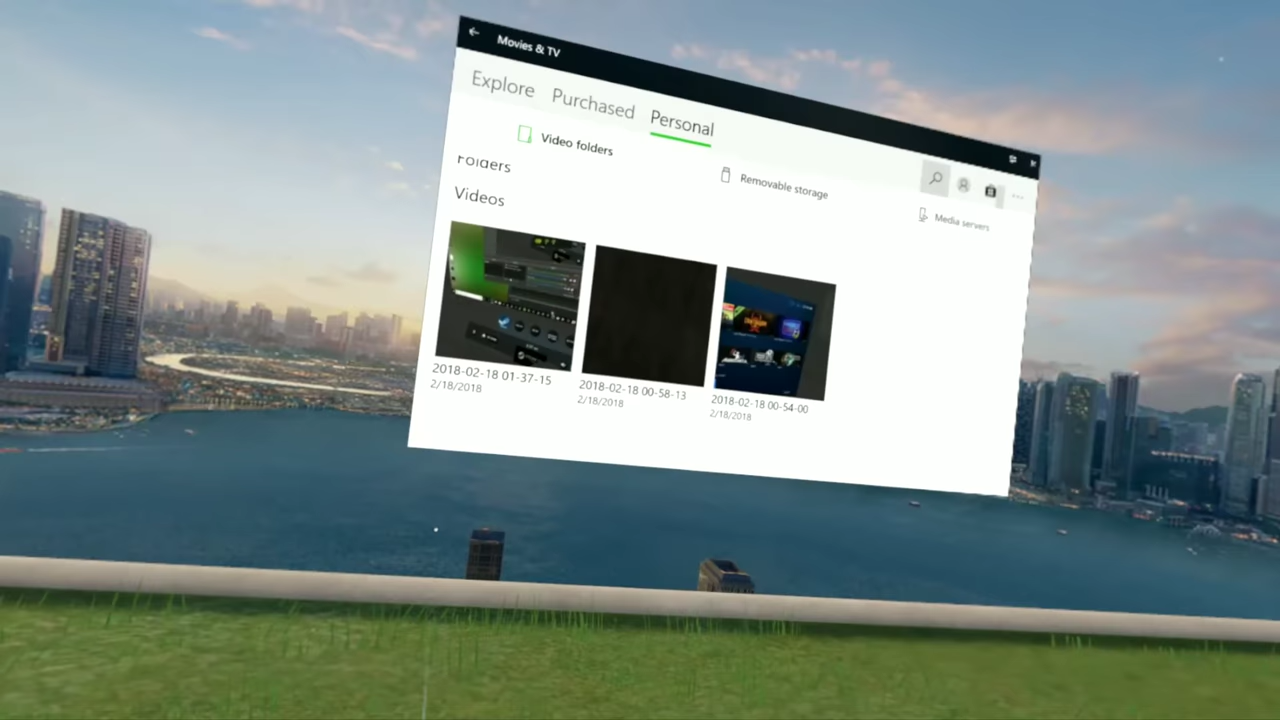 Movies & TV
Explore Purchased Personal
Video folders
Removable storage
Media servers
Folders
Videos
2018-02-18 01-37-15
2/18/2018
2018-02-18 00-58-13
2/18/2018
2018-02-18 00-54-00
2/18/2018